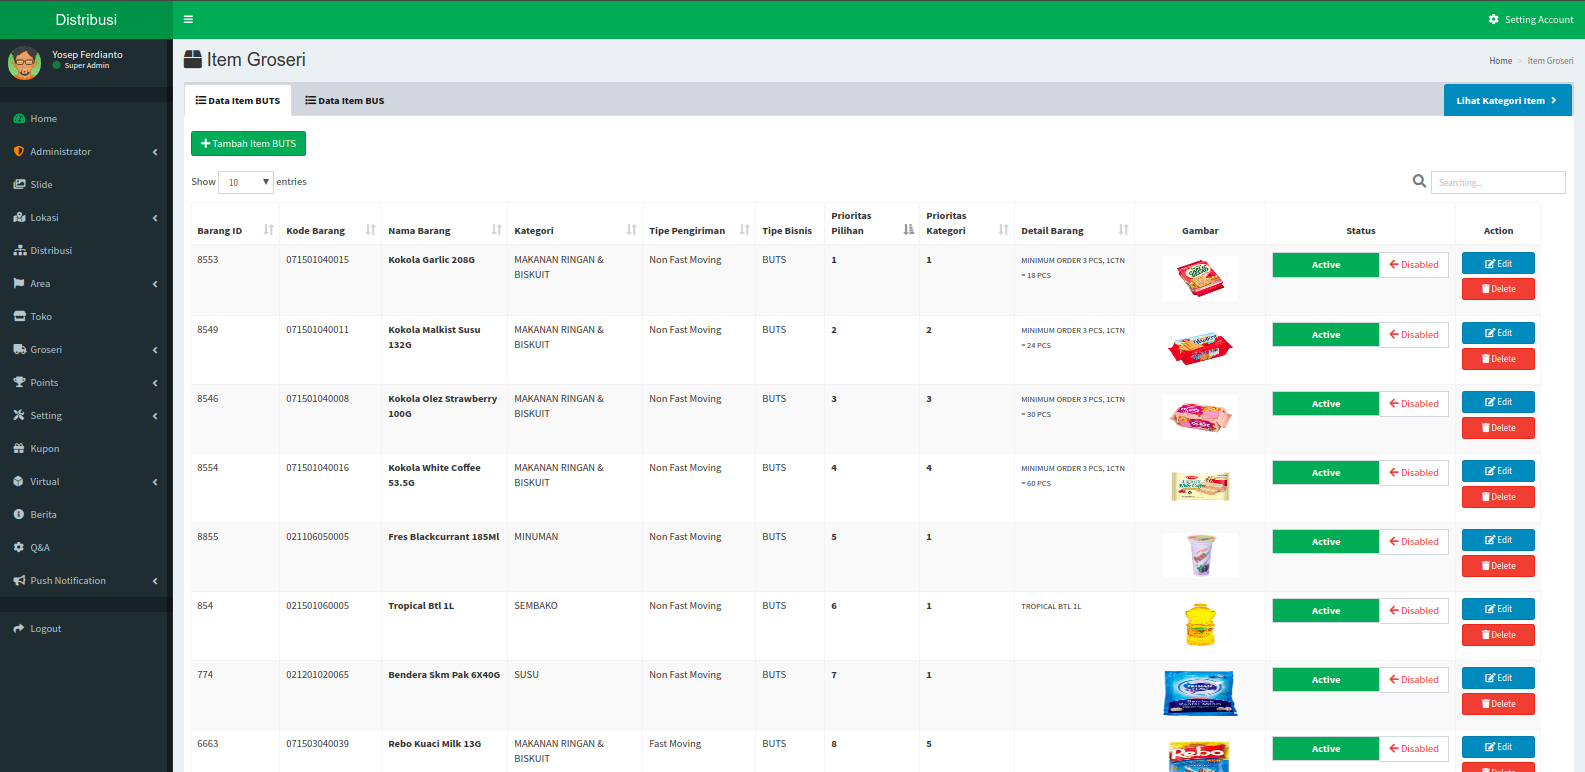 Distribusi
Setting Account
Yosep Ferdianto
Super Admin
Item Groseri
Home > Item Groseri
Data Item BUTS
Data Item BUS
Lihat Kategori Item
Tambah Item BUTS
Home
Administrator
Slide
Lokasi
Distribusi
Area
Toko
Groseri
Points
Setting
Kupon
Virtual
Berita
Q&A
Push Notification
Logout
Show 10 entries
Searching...
Barang ID Kode Barang Nama Barang Kategori Tipe Pengiriman Tipe Bisnis Prioritas Pilihan Prioritas Kategori Detail Barang Gambar Status Action
8553 071501040015 Kokola Garlic 208G MAKANAN RINGAN & BISKUIT Non Fast Moving BUTS 1 1 MINIMUM ORDER 3 PCS, 1CTN = 18 PCS Active Disabled Edit Delete
8549 071501040011 Kokola Malkist Susu 132G MAKANAN RINGAN & BISKUIT Non Fast Moving BUTS 2 2 MINIMUM ORDER 3 PCS, 1CTN = 24 PCS Active Disabled Edit Delete
8546 071501040008 Kokola Olez Strawberry 100G MAKANAN RINGAN & BISKUIT Non Fast Moving BUTS 3 3 MINIMUM ORDER 3 PCS, 1CTN = 30 PCS Active Disabled Edit Delete
8554 071501040016 Kokola White Coffee 53.5G MAKANAN RINGAN & BISKUIT Non Fast Moving BUTS 4 4 MINIMUM ORDER 3 PCS, 1CTN = 60 PCS Active Disabled Edit Delete
8855 021106050005 Fres Blackcurrant 185Ml MINUMAN Non Fast Moving BUTS 5 1 Active Disabled Edit Delete
854 021501060005 Tropical Btl 1L SEMBAKO Non Fast Moving BUTS 6 1 TROPICAL BTL 1L Active Disabled Edit Delete
774 021201020065 Bendera Skm Pak 6X40G SUSU Non Fast Moving BUTS 7 1 Active Disabled Edit Delete
6663 071503040039 Rebo Kuaci Milk 13G MAKANAN RINGAN & BISKUIT Fast Moving BUTS 8 5 Rebo Active Disabled Edit Delete